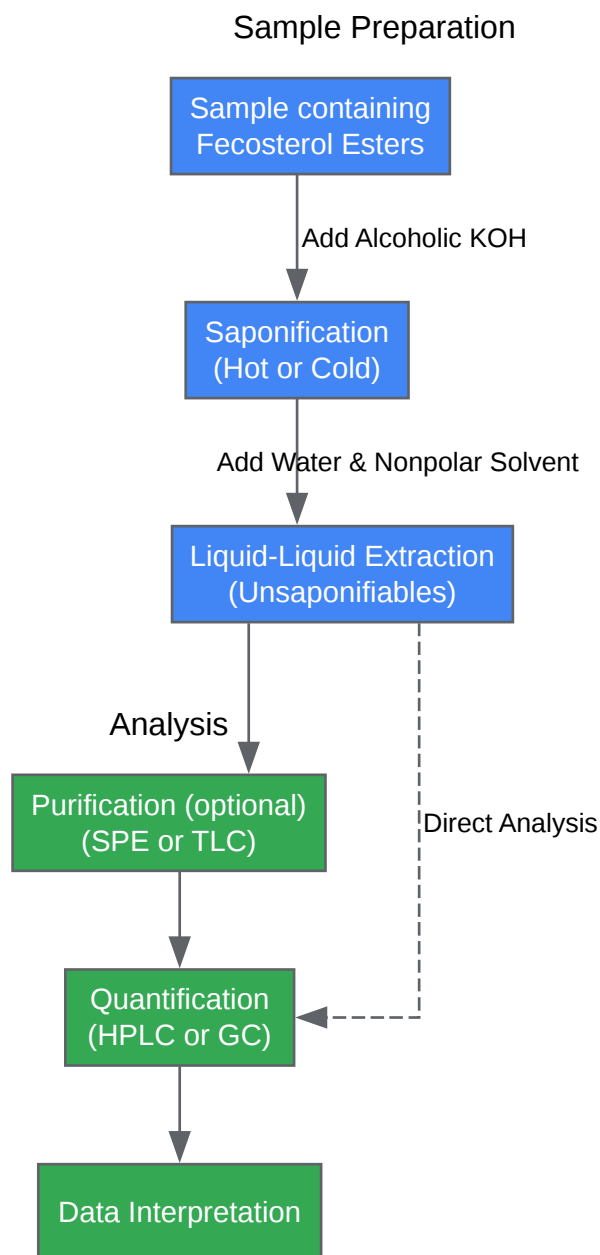 Sample Preparation
Sample containing
Fecosterol Esters
Add Alcoholic KOH
Saponification
(Hot or Cold)
Add Water & Nonpolar Solvent
Liquid-Liquid Extraction
(Unsaponifiables)
Analysis
Purification (optional)
(SPE or TLC)
Direct Analysis
Quantification
(HPLC or GC)
Data Interpretation